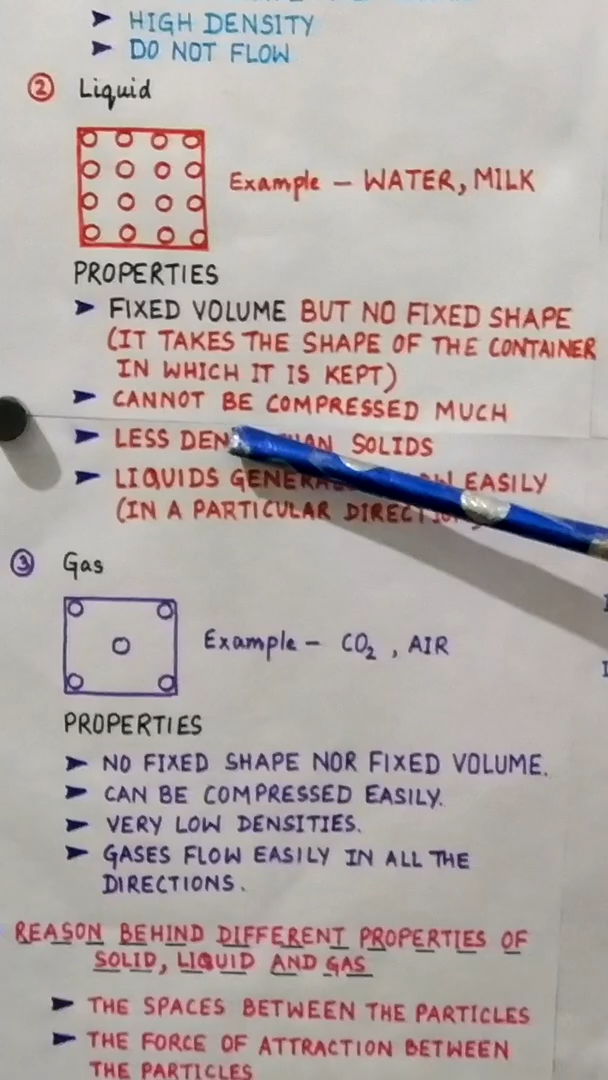 ➤ HIGH DENSITY
➤ DO NOT FLOW
② Liquid
Example – WATER, MILK
PROPERTIES
➤ FIXED VOLUME BUT NO FIXED SHAPE
(IT TAKES THE SHAPE OF THE CONTAINER
IN WHICH IT IS KEPT)
➤ CANNOT BE COMPRESSED MUCH
➤ LESS SOLIDS
➤ LIQUIDS EASILY
(IN A PARTICULAR
③ Gas
Example – CO₂, AIR
PROPERTIES
➤ NO FIXED SHAPE NOR FIXED VOLUME.
➤ CAN BE COMPRESSED EASILY.
➤ VERY LOW DENSITIES.
➤ GASES FLOW EASILY IN ALL THE
DIRECTIONS.
REASON BEHIND DIFFERENT PROPERTIES OF
SOLID, LIQUID AND GAS
➤ THE SPACES BETWEEN THE PARTICLES
➤ THE FORCE OF ATTRACTION BETWEEN
THE PARTICLES